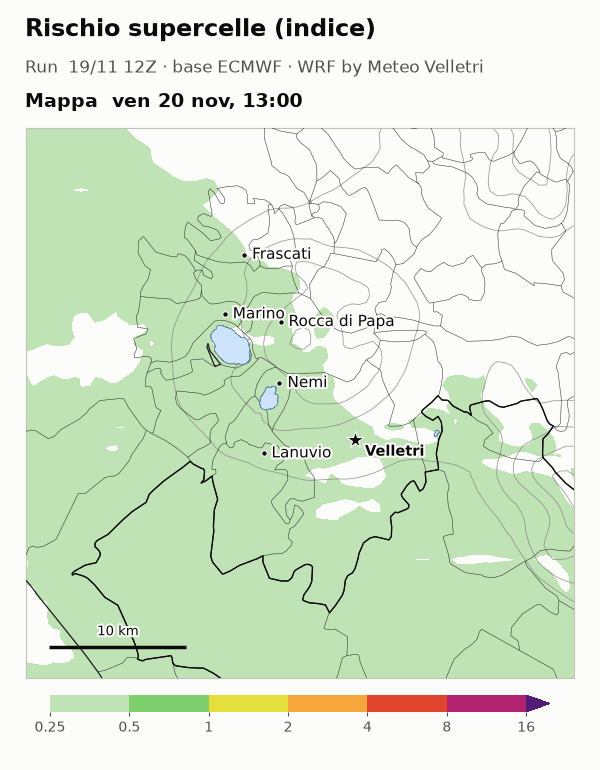 Rischio supercelle (indice)
Run  19/11 12Z · base ECMWF · WRF by Meteo Velletri
Mappa  ven 20 nov, 13:00
Frascati
Marino
Rocca di Papa
Nemi
Velletri
Lanuvio
10 km
0.25 0.5 1 2 4 8 16